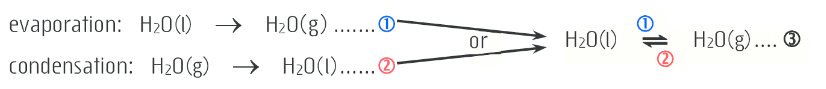 evaporation: H₂O(l) → H₂O(g) .......①
or
H₂O(l) ⇌ H₂O(g).... ③
①
②
condensation: H₂O(g) → H₂O(l)......②